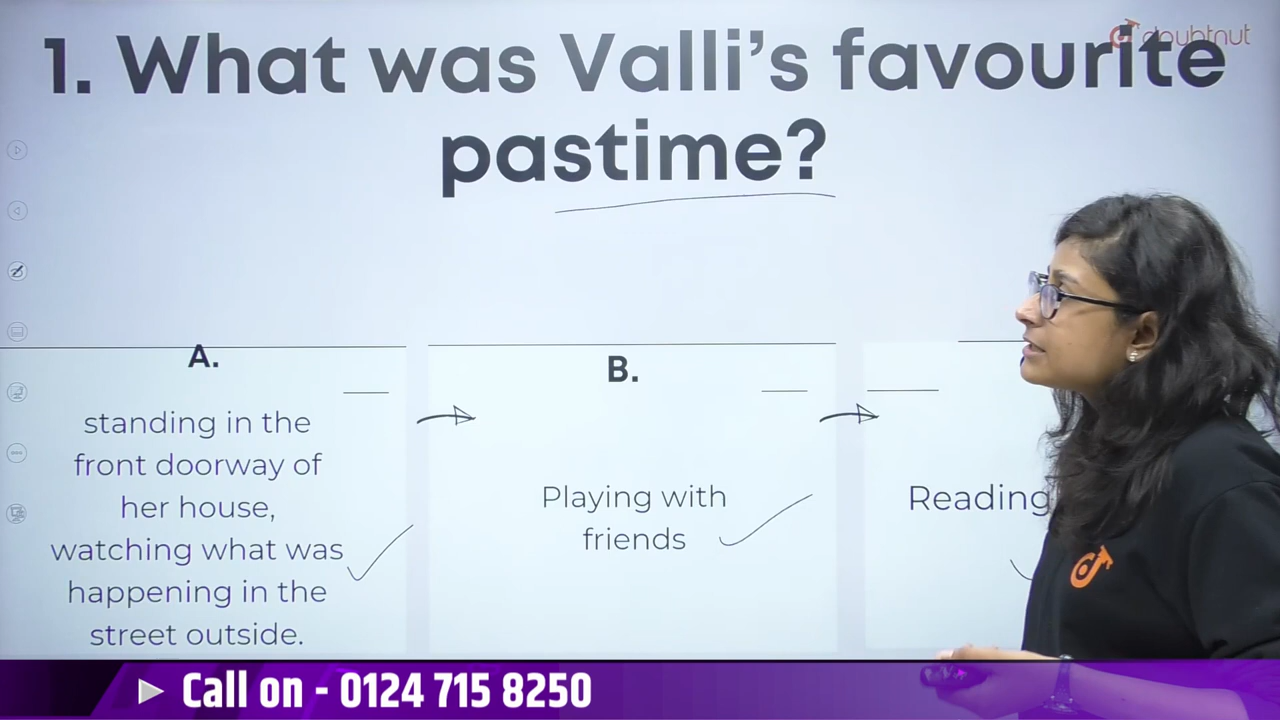 1. What was Valli's favourite
pastime?
doubtnut
A.
standing in the
front doorway of
her house,
watching what was
happening in the
street outside.
B.
Playing with
friends
Reading
Call on - 0124 715 8250